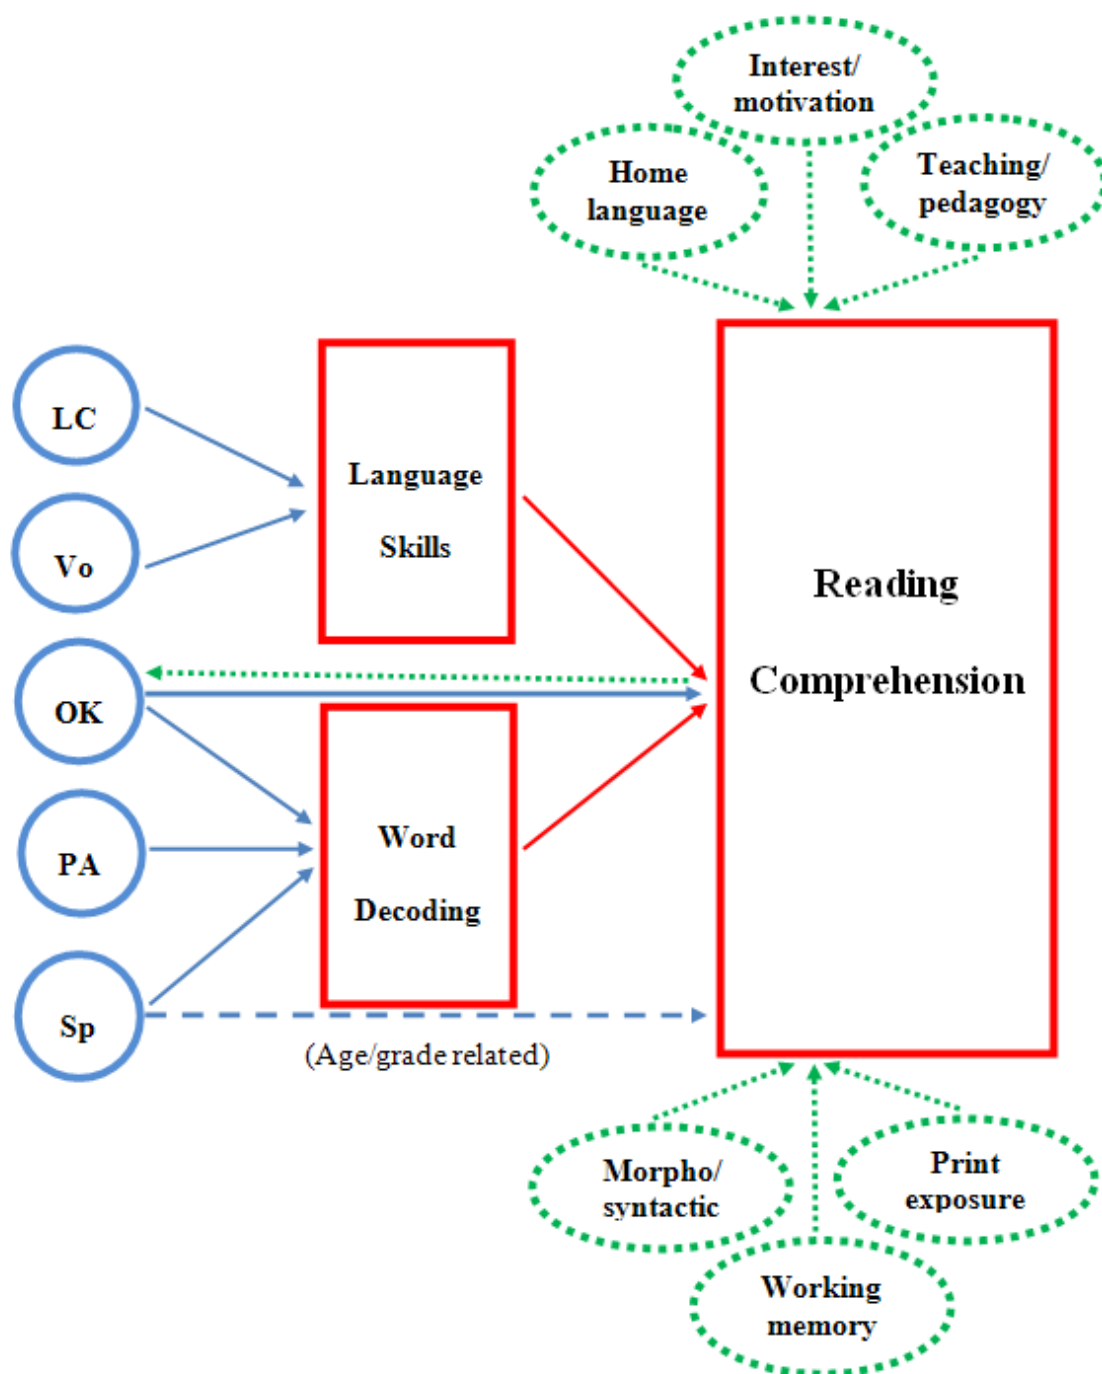 Interest/
motivation
Home
language
Teaching/
pedagogy
LC
Vo
OK
PA
Sp
Language
Skills
Word
Decoding
(Age/grade related)
Reading
Comprehension
Morpho/
syntactic
Print
exposure
Working
memory